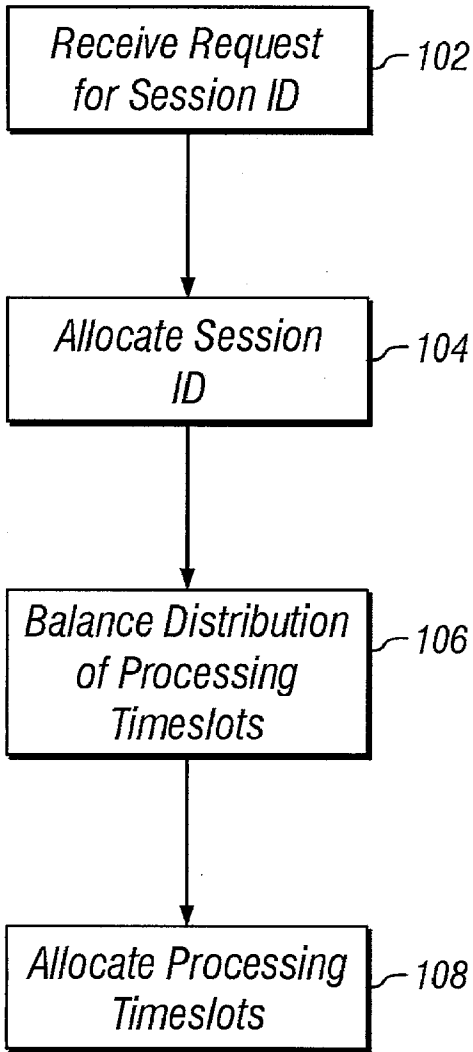 Receive Request
for Session ID
102
Allocate Session
ID
104
Balance Distribution
of Processing
Timeslots
106
Allocate Processing
Timeslots
108